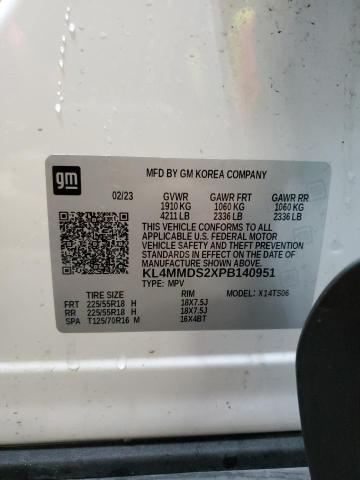 gm
MFD BY GM KOREA COMPANY
02/23 GVWR GAWR FRT GAWR RR
1910 KG 1060 KG 1060 KG
4211 LB 2336 LB 2336 LB
THIS VEHICLE CONFORMS TO ALL
APPLICABLE U.S. FEDERAL MOTOR
VEHICLE SAFETY AND THEFT
PREVENTION STANDARDS IN EFFECT
ON THE DATE OF MANUFACTURE
SHOWN ABOVE.
KL4MMDS2XPB140951
TYPE: MPV
TIRE SIZE RIM MODEL: X14TS06
FRT 225/55R18 H 18X7.5J
RR 225/55R18 H 18X7.5J
SPA T125/70R16 M 16X4BT